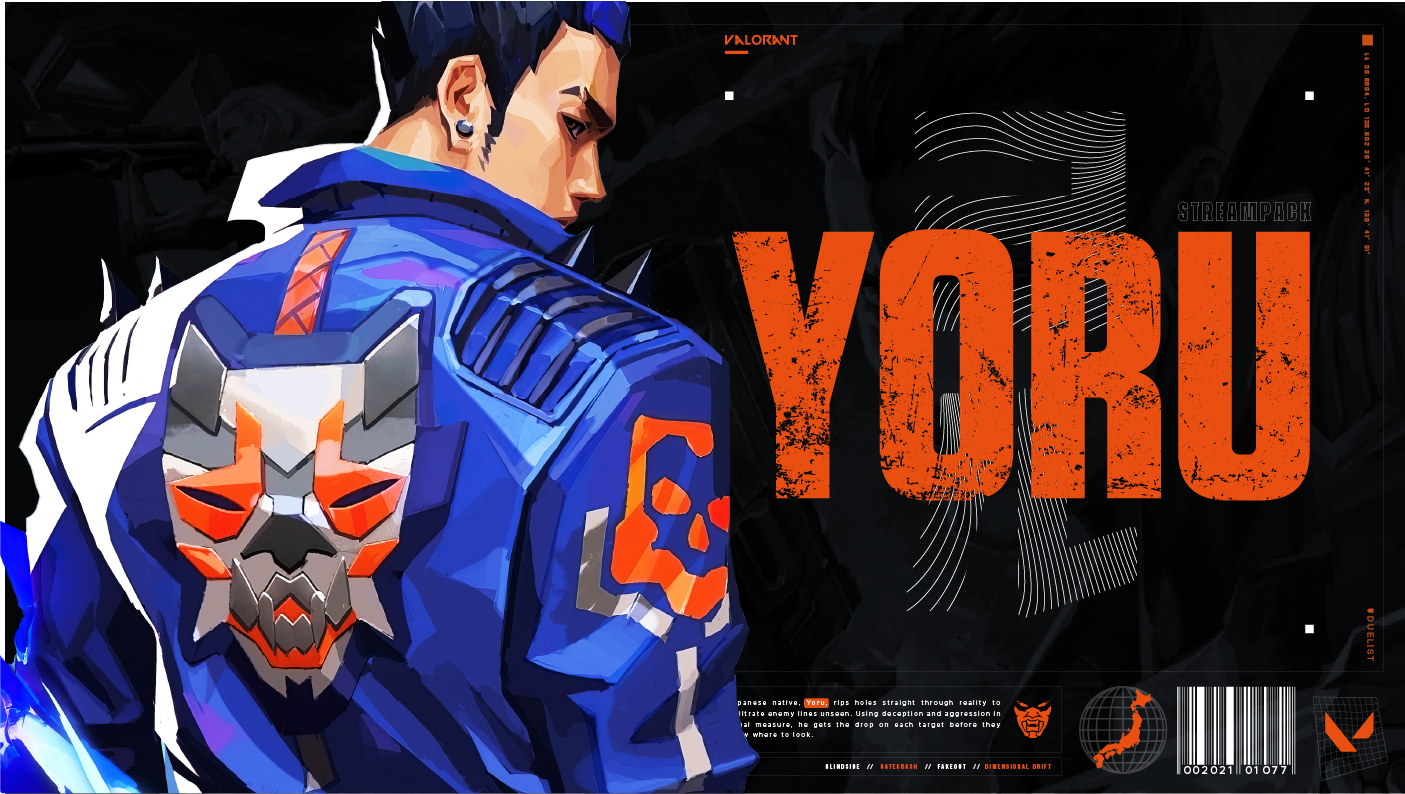 VALORANT
STREAMPACK
YORU
DUELIST
panese native, Yoru, rips holes straight through reality to
ltrate enemy lines unseen. Using deception and aggression in
al measure, he gets the drop on each target before they
w where to look.
BLINDSIDE // GATECRASH // FAKEOUT // DIMENSIONAL DRIFT
002021 01077